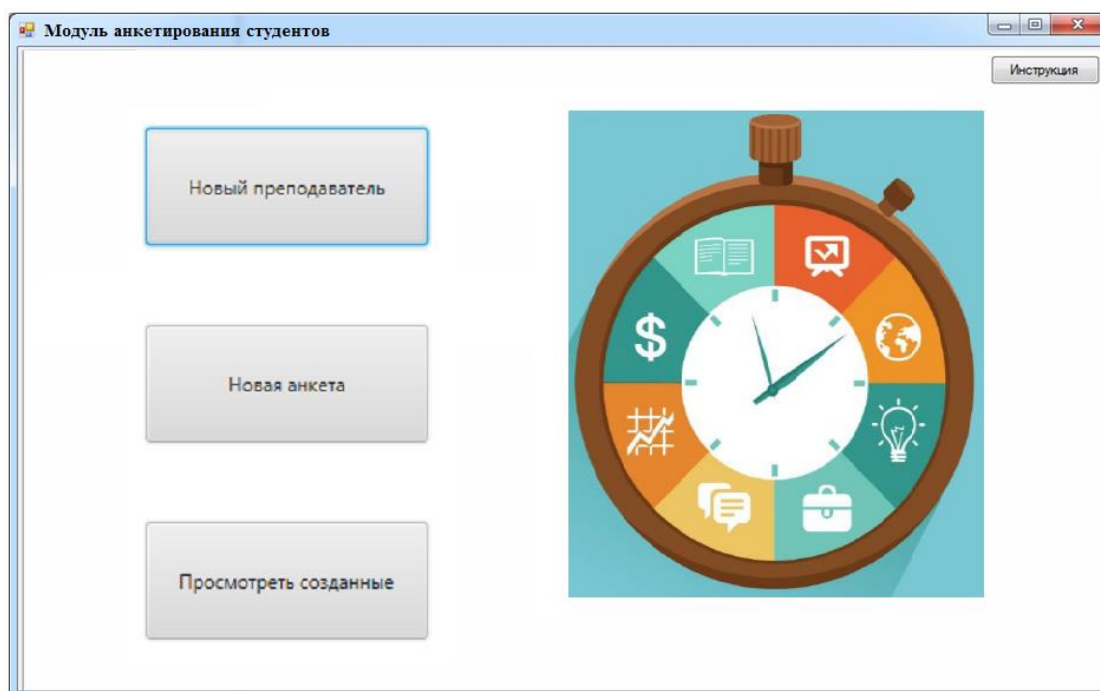 Модуль анкетирования студентов
Инструкция
Новый преподаватель
Новая анкета
Просмотреть созданные
$